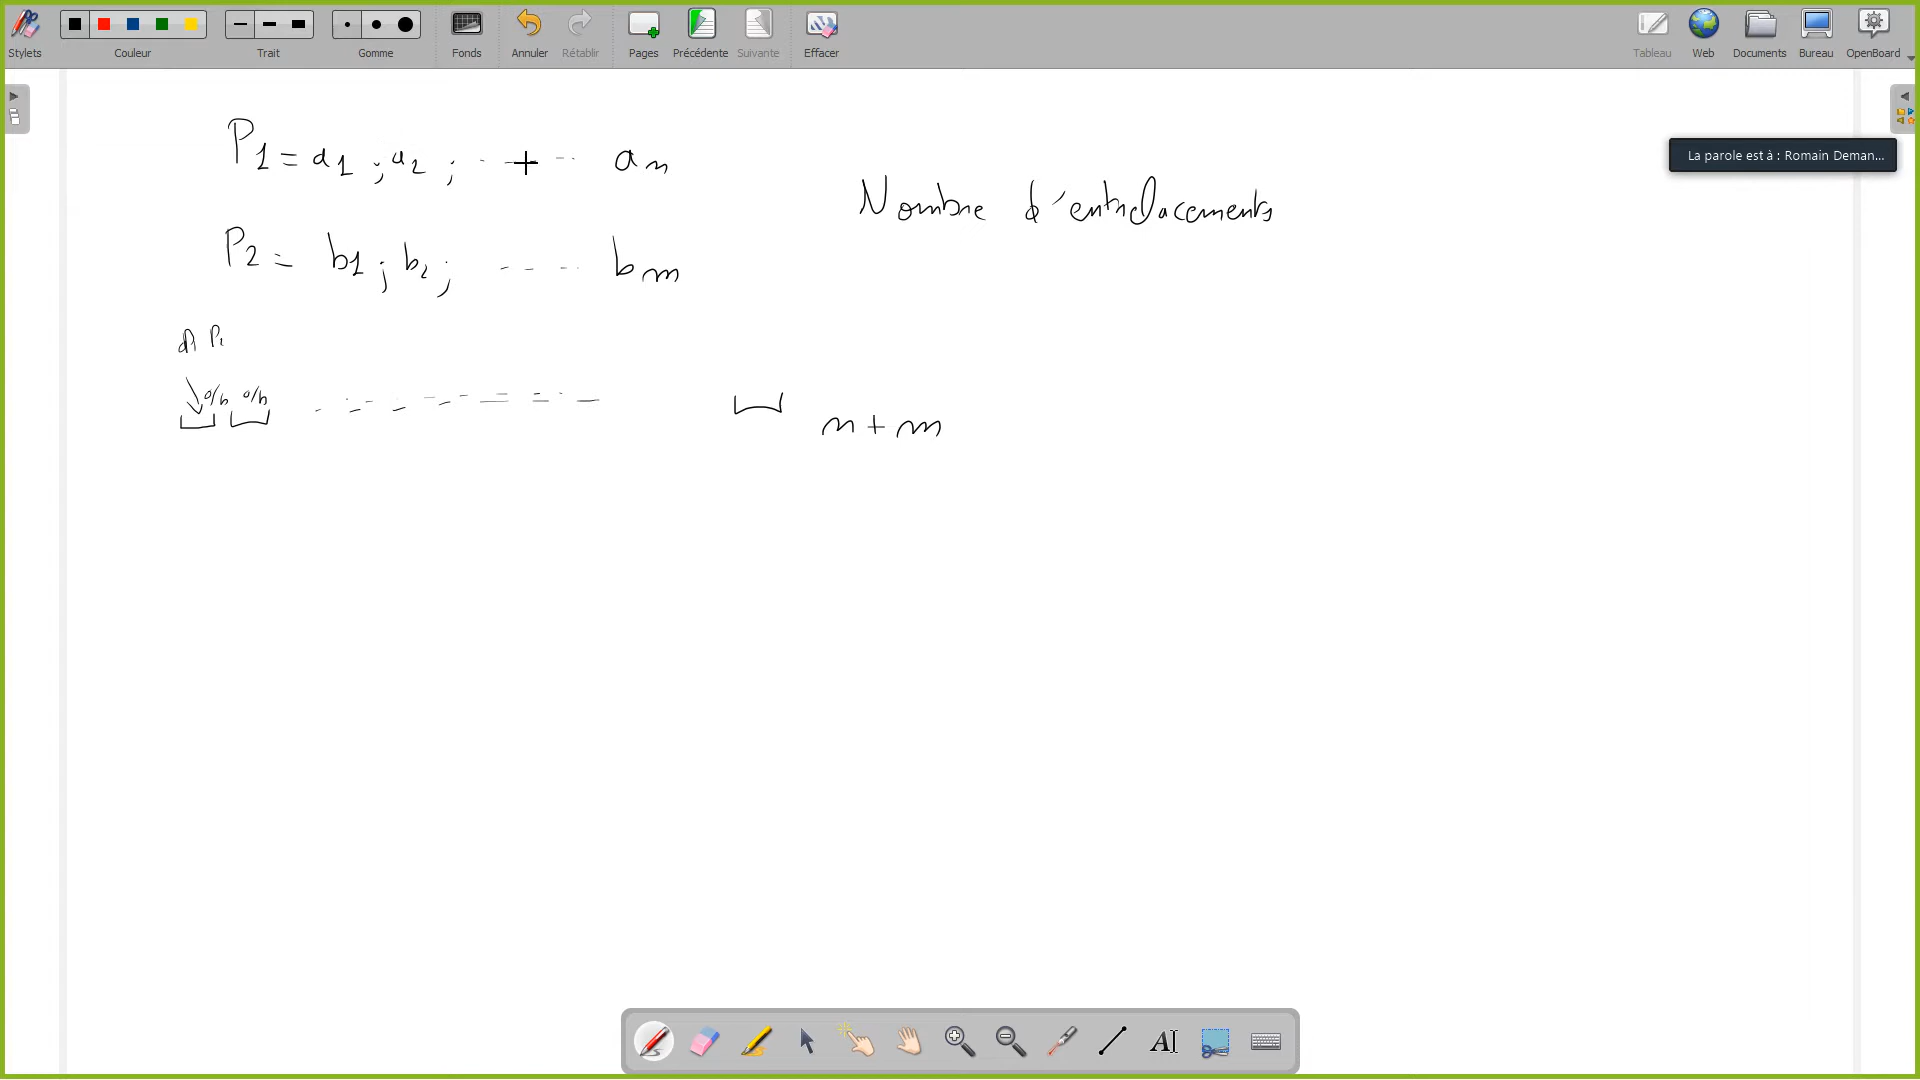 Stylets Couleur Trait Gomme Fonds Annuler Rétablir Pages Précédente Suivante Effacer Tableau Web Documents Bureau OpenBoard
La parole est à : Romain Deman...
P1 = a1 ; a2 ; ---- an
Nombre d'entrelacements
P2 = b1 ; b2 ; ---- bm
P1
a/b a/b
n + m